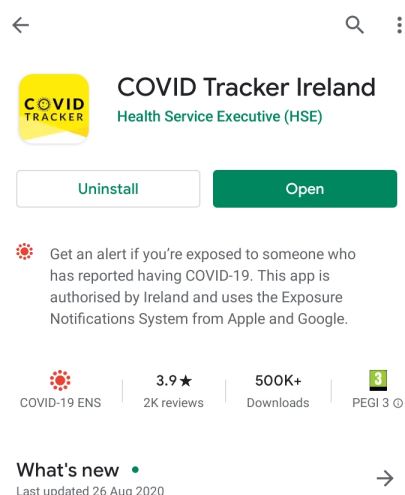 COVID Tracker Ireland
COVID
TRACKER
Health Service Executive (HSE)
Uninstall
Open
Get an alert if you're exposed to someone who
has reported having COVID-19. This app is
authorised by Ireland and uses the Exposure
Notifications System from Apple and Google.
3.9★
500K+
3
COVID-19 ENS
2K reviews
Downloads
PEGI 3
What's new
Last updated 26 Aug 2020